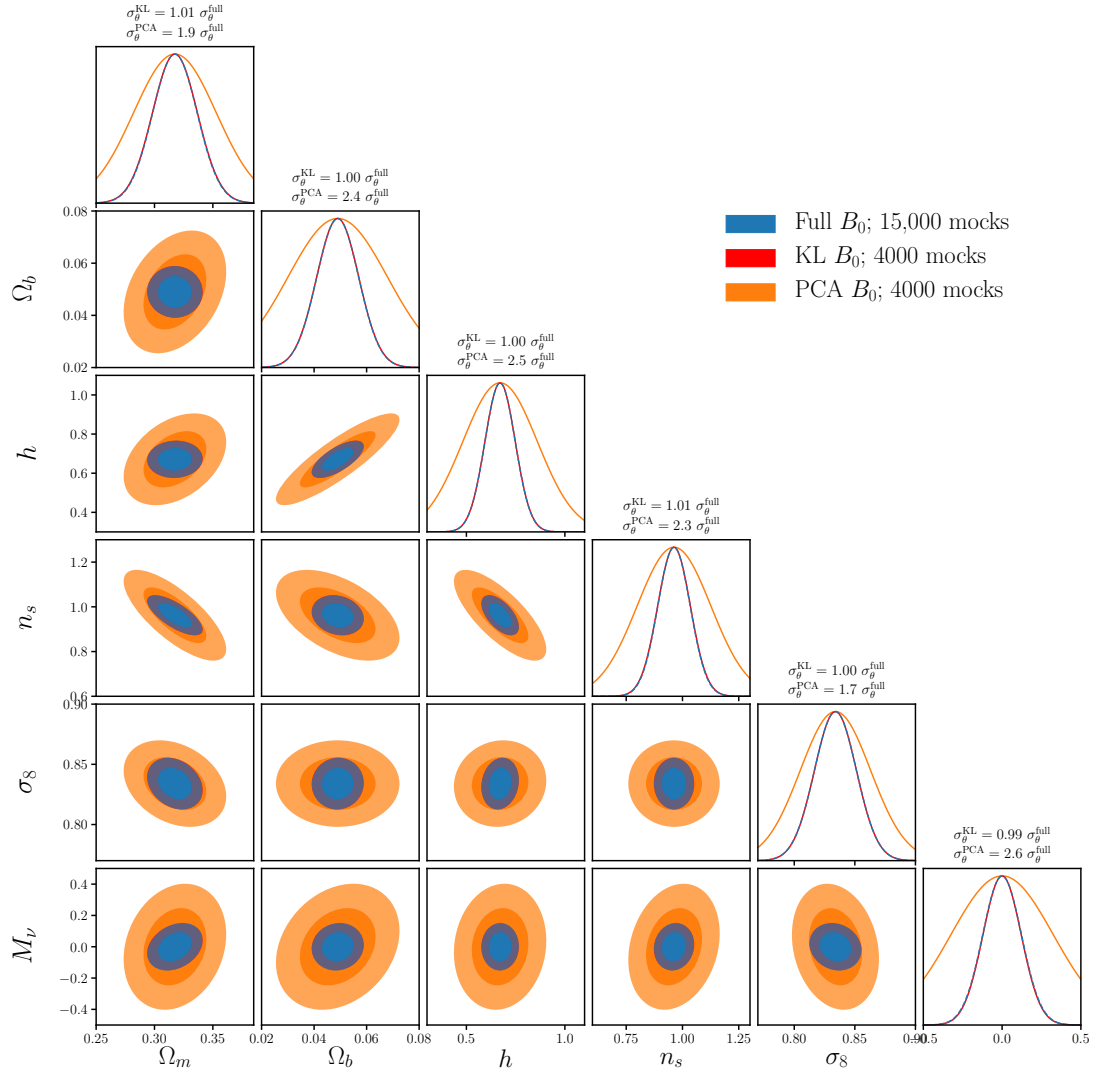 σ_θ^KL = 1.01 σ_θ^full
σ_θ^PCA = 1.9 σ_θ^full
σ_θ^KL = 1.00 σ_θ^full
σ_θ^PCA = 2.4 σ_θ^full
0.08
0.06
0.04
0.02
Ω_b
Full B_0; 15,000 mocks
KL B_0; 4000 mocks
PCA B_0; 4000 mocks
σ_θ^KL = 1.00 σ_θ^full
σ_θ^PCA = 2.5 σ_θ^full
1.0
0.8
0.6
0.4
h
σ_θ^KL = 1.01 σ_θ^full
σ_θ^PCA = 2.3 σ_θ^full
1.2
1.0
0.8
0.6
n_s
σ_θ^KL = 1.00 σ_θ^full
σ_θ^PCA = 1.7 σ_θ^full
0.90
0.85
0.80
σ_8
σ_θ^KL = 0.99 σ_θ^full
σ_θ^PCA = 2.6 σ_θ^full
0.4
0.2
0.0
−0.2
−0.4
M_ν
0.25 0.30 0.35 0.02 0.04 0.06 0.08 0.5 1.0 0.75 1.00 1.25 0.80 0.85 0.90 0.0 0.5
Ω_m Ω_b h n_s σ_8